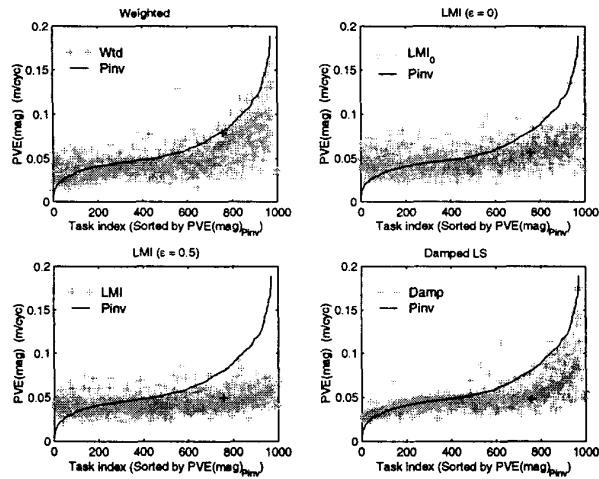 Weighted
0.2
0.15
0.1
0.05
0
PVE(mag) (m/cyc)
Wtd
Pinv
0 200 400 600 800 1000
Task index (Sorted by PVE(mag)Pinv)
LMI (ε = 0)
0.2
0.15
0.1
0.05
0
PVE(mag) (m/cyc)
LMI0
Pinv
0 200 400 600 800 1000
Task index (Sorted by PVE(mag)Pinv)
LMI (ε = 0.5)
0.2
0.15
0.1
0.05
0
PVE(mag) (m/cyc)
LMI
Pinv
0 200 400 600 800 1000
Task index (Sorted by PVE(mag)Pinv)
Damped LS
0.2
0.15
0.1
0.05
0
PVE(mag) (m/cyc)
Damp
Pinv
0 200 400 600 800 1000
Task index (Sorted by PVE(mag)Pinv)